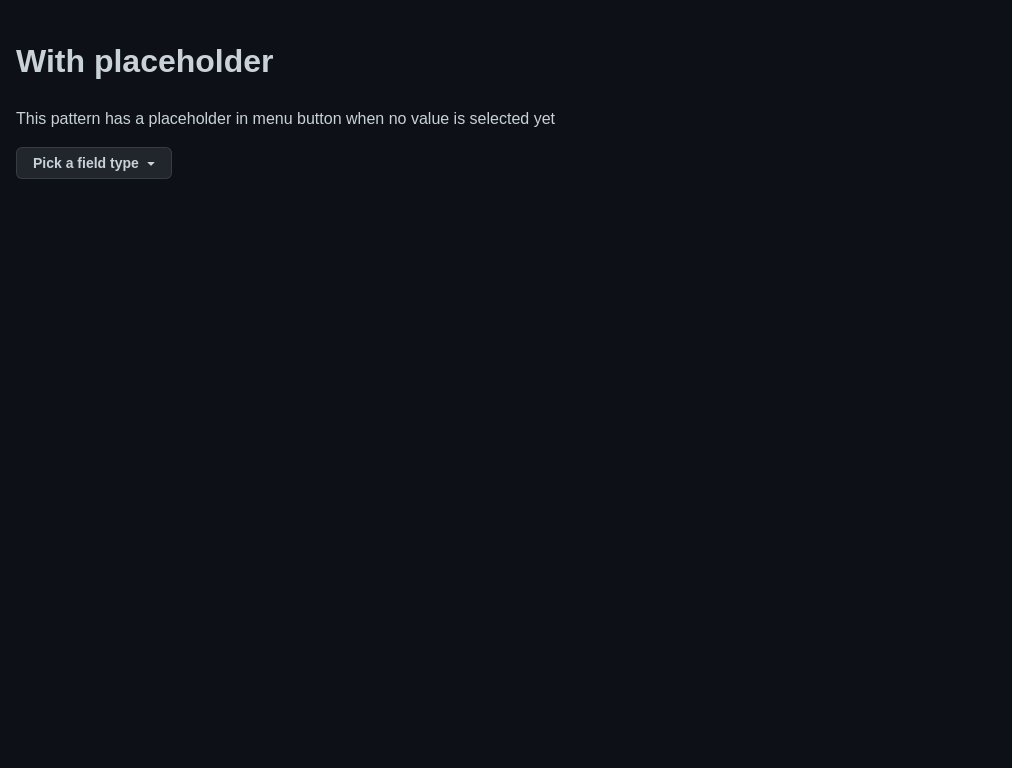 With placeholder
This pattern has a placeholder in menu button when no value is selected yet
Pick a field type